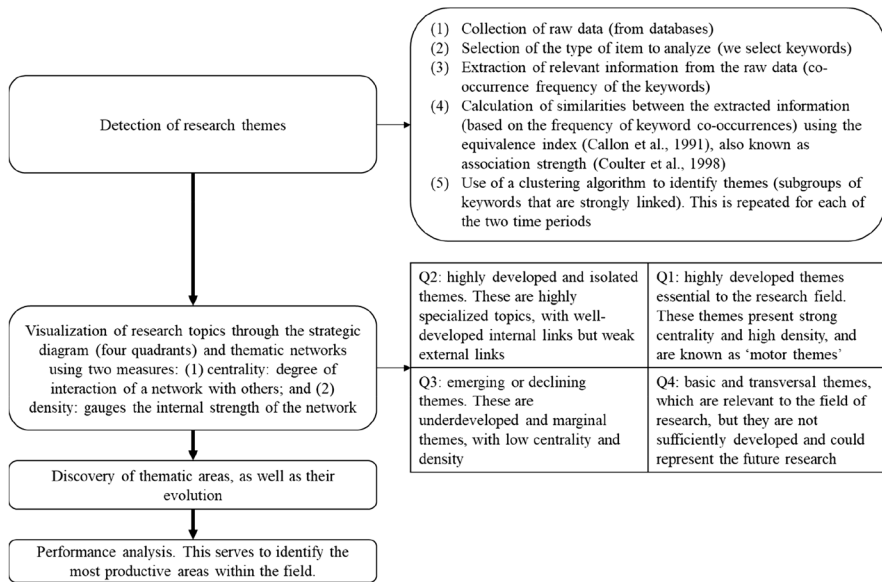 Detection of research themes
(1) Collection of raw data (from databases)
(2) Selection of the type of item to analyze (we select keywords)
(3) Extraction of relevant information from the raw data (co-
occurrence frequency of the keywords)
(4) Calculation of similarities between the extracted information
(based on the frequency of keyword co-occurrences) using the
equivalence index (Callon et al., 1991), also known as
association strength (Coulter et al., 1998)
(5) Use of a clustering algorithm to identify themes (subgroups of
keywords that are strongly linked). This is repeated for each of
the two time periods
Visualization of research topics through the strategic
diagram (four quadrants) and thematic networks
using two measures: (1) centrality: degree of
interaction of a network with others; and (2)
density: gauges the internal strength of the network
Q2: highly developed and isolated
themes. These are highly
specialized topics, with well-
developed internal links but weak
external links
Q1: highly developed themes
essential to the research field.
These themes present strong
centrality and high density, and
are known as ‘motor themes’
Q3: emerging or declining
themes. These are
underdeveloped and marginal
themes, with low centrality and
density
Q4: basic and transversal themes,
which are relevant to the field of
research, but they are not
sufficiently developed and could
represent the future research
Discovery of thematic areas, as well as their
evolution
Performance analysis. This serves to identify the
most productive areas within the field.